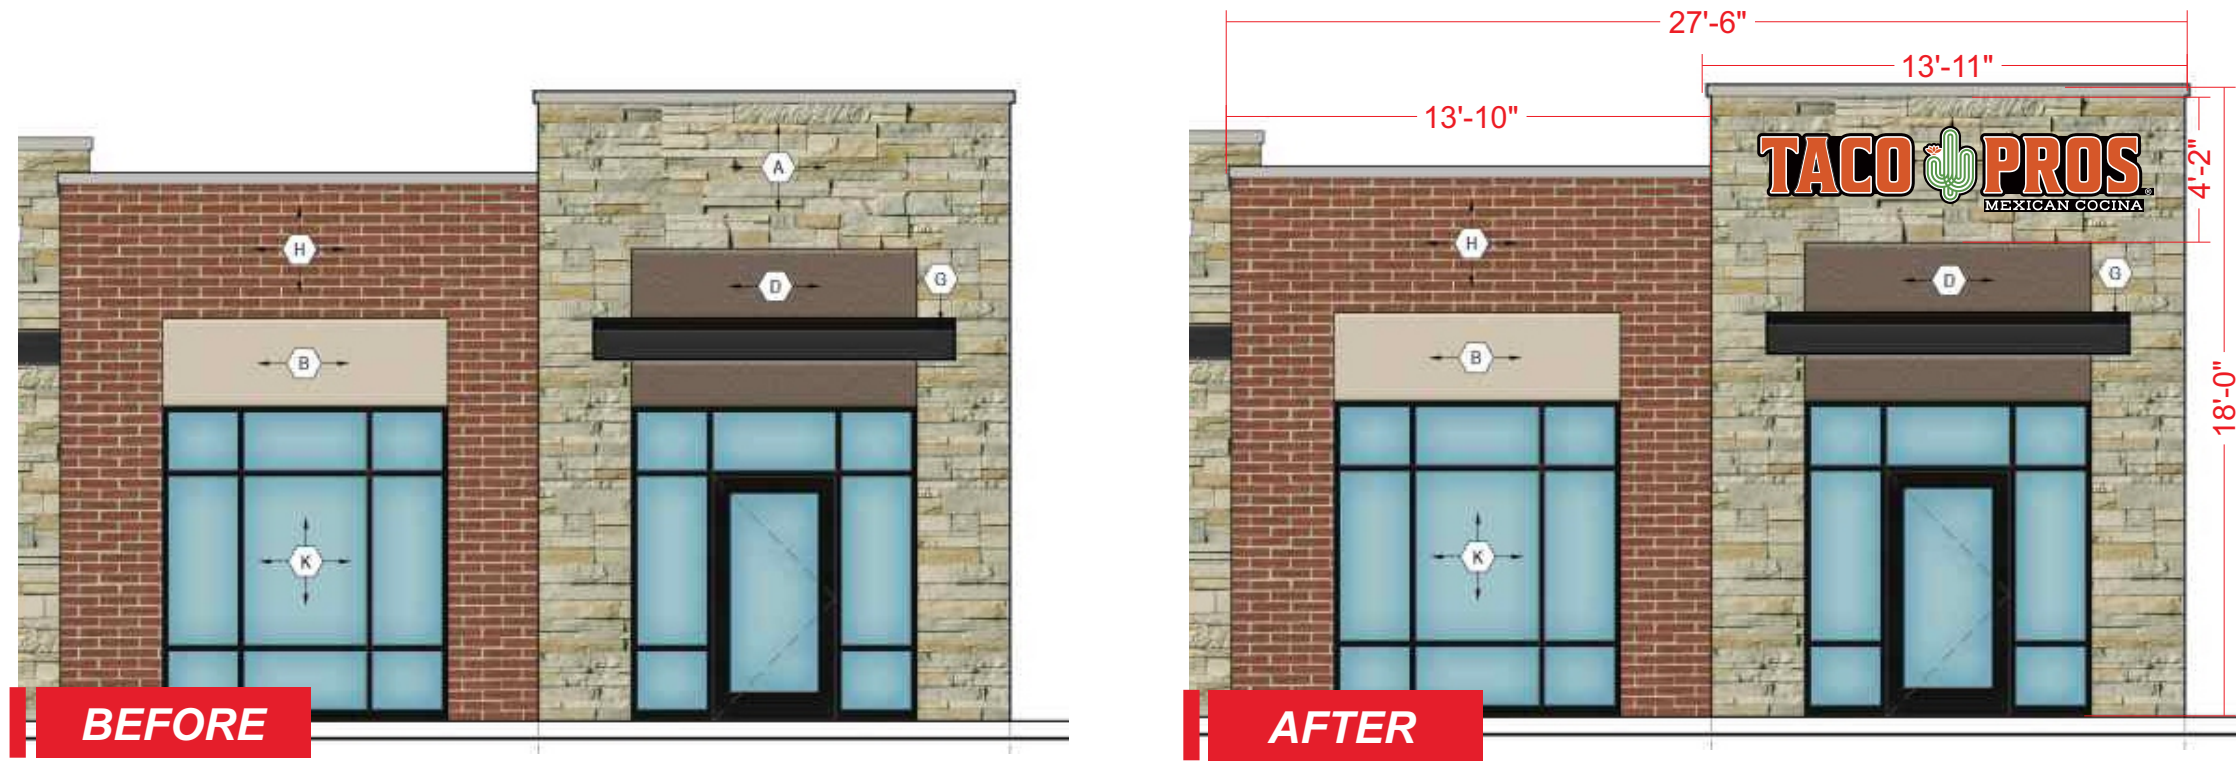 A
H
D
G
B
K
BEFORE
27'-6"
13'-11"
13'-10"
TACO PROS
®
MEXICAN COCINA
4'-2"
H
D
G
B
18'-0"
K
AFTER